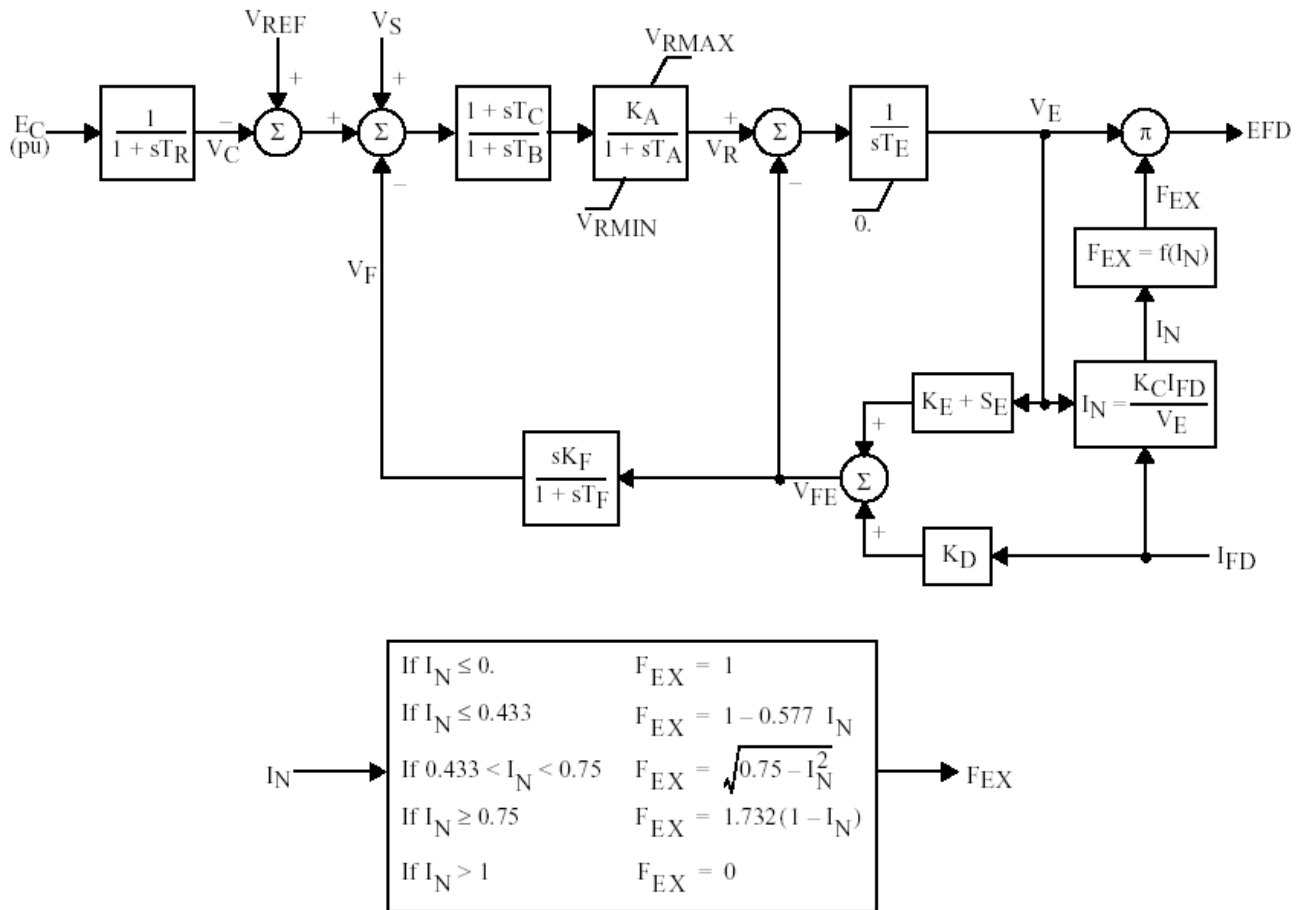 V_REF
V_S
V_RMAX
+
+
E_C
(pu)
1
1 + sT_R
−
V_C
Σ
+
Σ
−
1 + sT_C
1 + sT_B
K_A
1 + sT_A
V_RMIN
+
V_R
Σ
−
1
sT_E
0.
V_E
π
EFD
F_EX
F_EX = f(I_N)
I_N
I_N = K_C I_FD
V_E
V_F
K_E + S_E
+
sK_F
1 + sT_F
V_FE
Σ
+
K_D
I_FD
If I_N ≤ 0. F_EX = 1
If I_N ≤ 0.433 F_EX = 1 – 0.577 I_N
I_N If 0.433 < I_N < 0.75 F_EX = √(0.75 – I_N^2) F_EX
If I_N ≥ 0.75 F_EX = 1.732(1 – I_N)
If I_N > 1 F_EX = 0